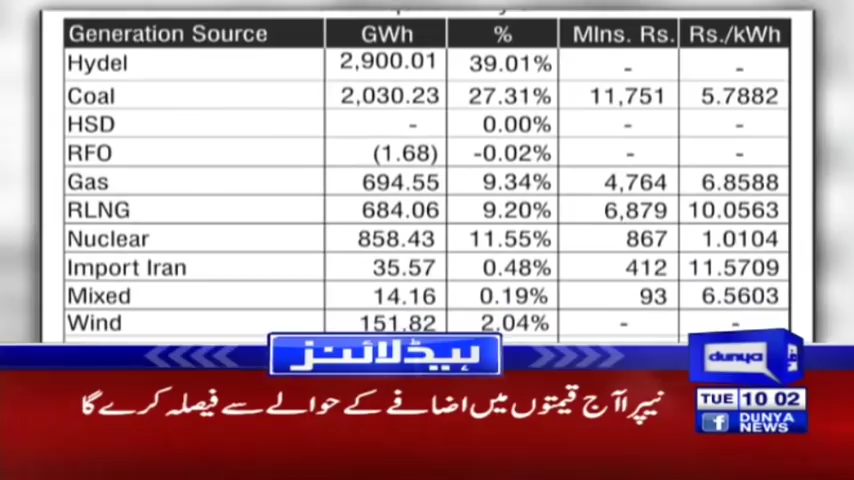 Generation Source GWh % Mlns. Rs. Rs./kWh
Hydel 2,900.01 39.01% - -
Coal 2,030.23 27.31% 11,751 5.7882
HSD - 0.00% - -
RFO (1.68) -0.02% - -
Gas 694.55 9.34% 4,764 6.8588
RLNG 684.06 9.20% 6,879 10.0563
Nuclear 858.43 11.55% 867 1.0104
Import Iran 35.57 0.48% 412 11.5709
Mixed 14.16 0.19% 93 6.5603
Wind 151.82 2.04% - -
ہیڈلائنز
dunya
نیپرا آج قیمتوں میں اضافے کے حوالے سے فیصلہ کرے گا
TUE 10 02
f DUNYA
NEWS